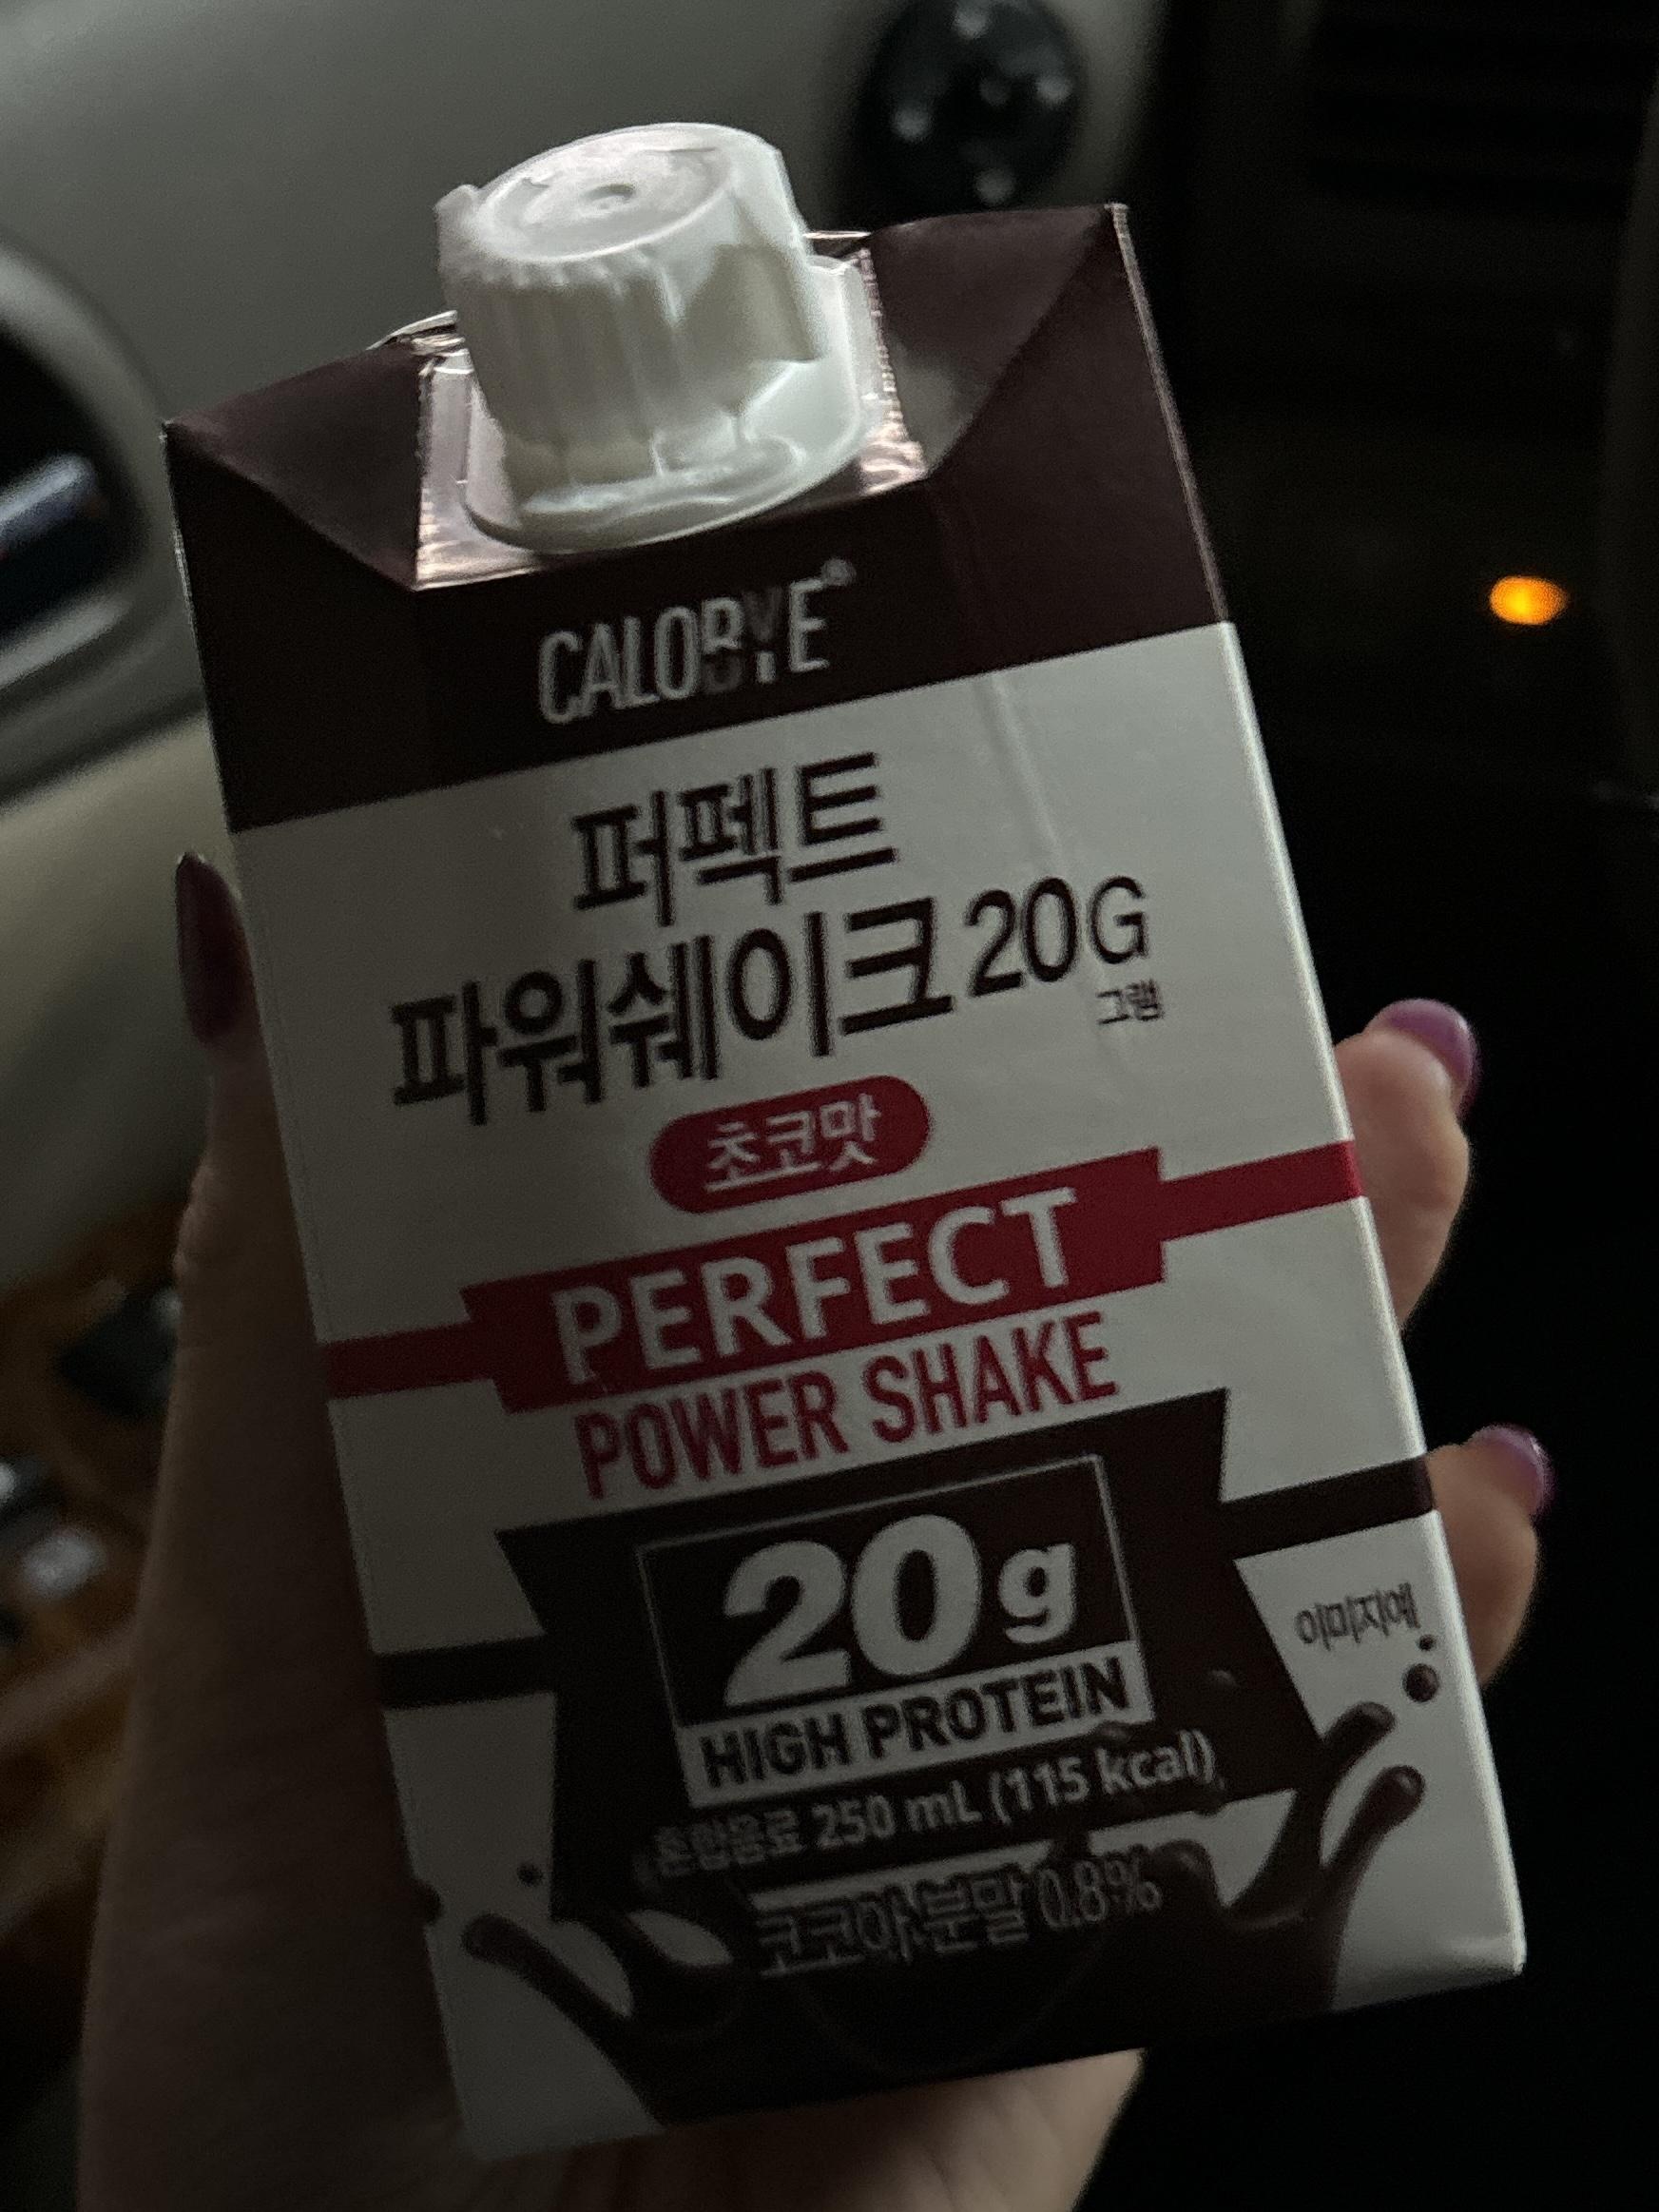 CALOBYE®
퍼펙트
파워쉐이크 20G
그램
초코맛
PERFECT
POWER SHAKE
20g
HIGH PROTEIN
혼합음료 250 mL (115 kcal)
코코아분말 0.8%
이미지예